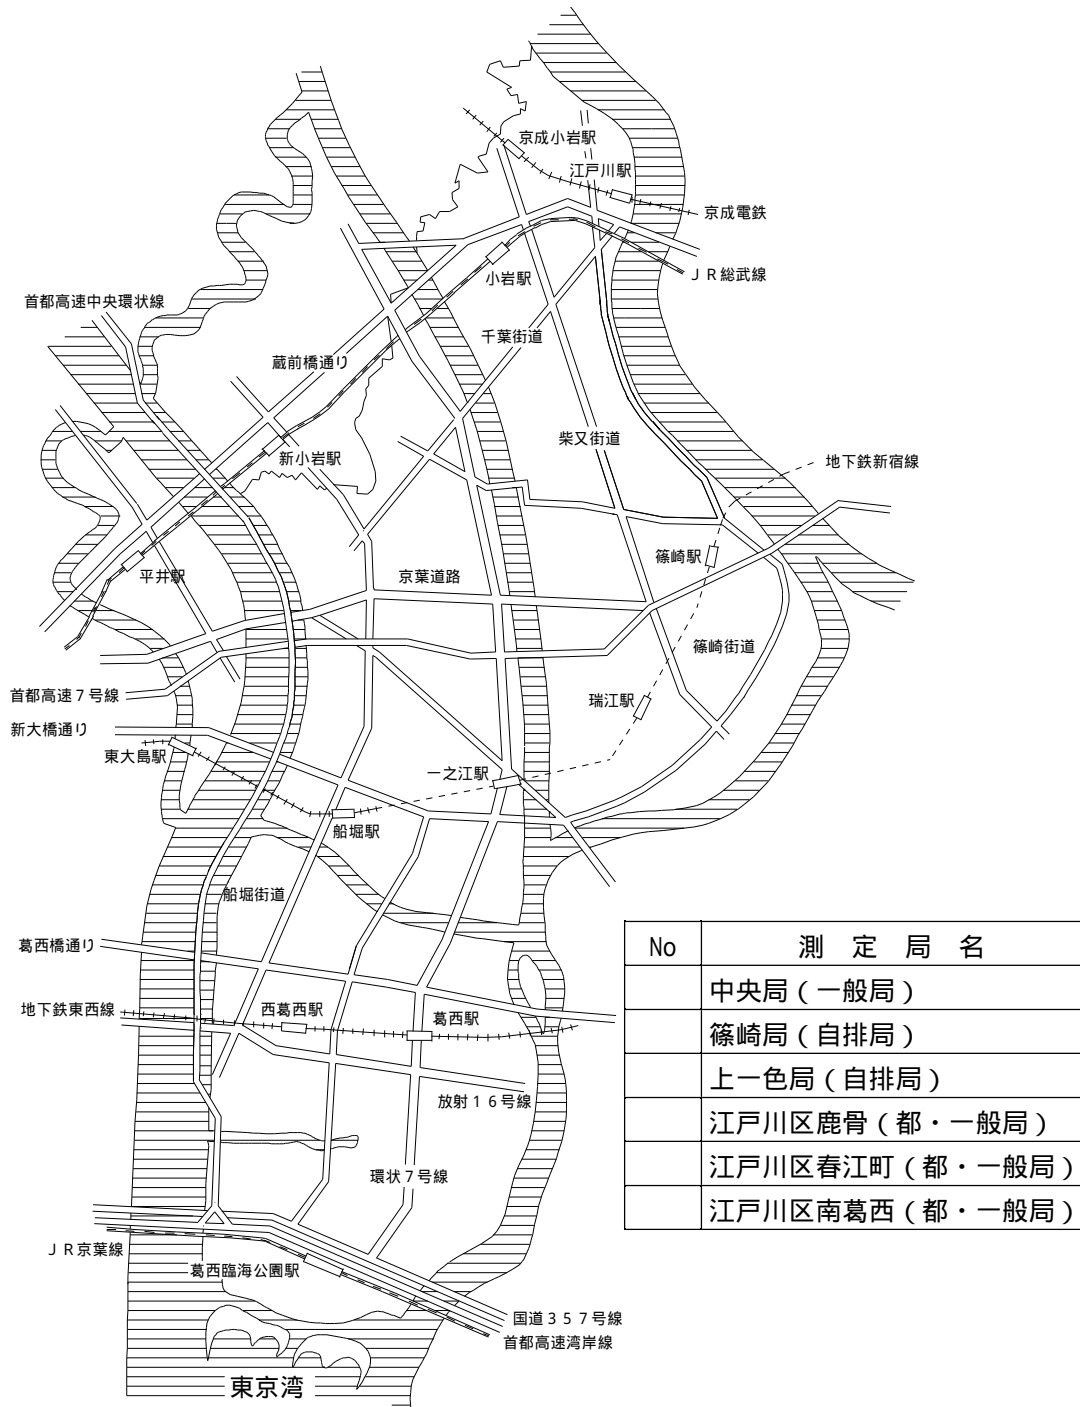 京成小岩駅
江戸川駅
京成電鉄
小岩駅
ＪＲ総武線
首都高速中央環状線
千葉街道
蔵前橋通り
柴又街道
新小岩駅
地下鉄新宿線
篠崎駅
平井駅
京葉道路
篠崎街道
首都高速７号線
瑞江駅
新大橋通り
東大島駅
一之江駅
船堀駅
船堀街道
葛西橋通り
地下鉄東西線
西葛西駅
葛西駅
放射１６号線
環状７号線
ＪＲ京葉線
葛西臨海公園駅
国道３５７号線
首都高速湾岸線
東京湾
No 測定局名
中央局（一般局）
篠崎局（自排局）
上一色局（自排局）
江戸川区鹿骨（都・一般局）
江戸川区春江町（都・一般局）
江戸川区南葛西（都・一般局）